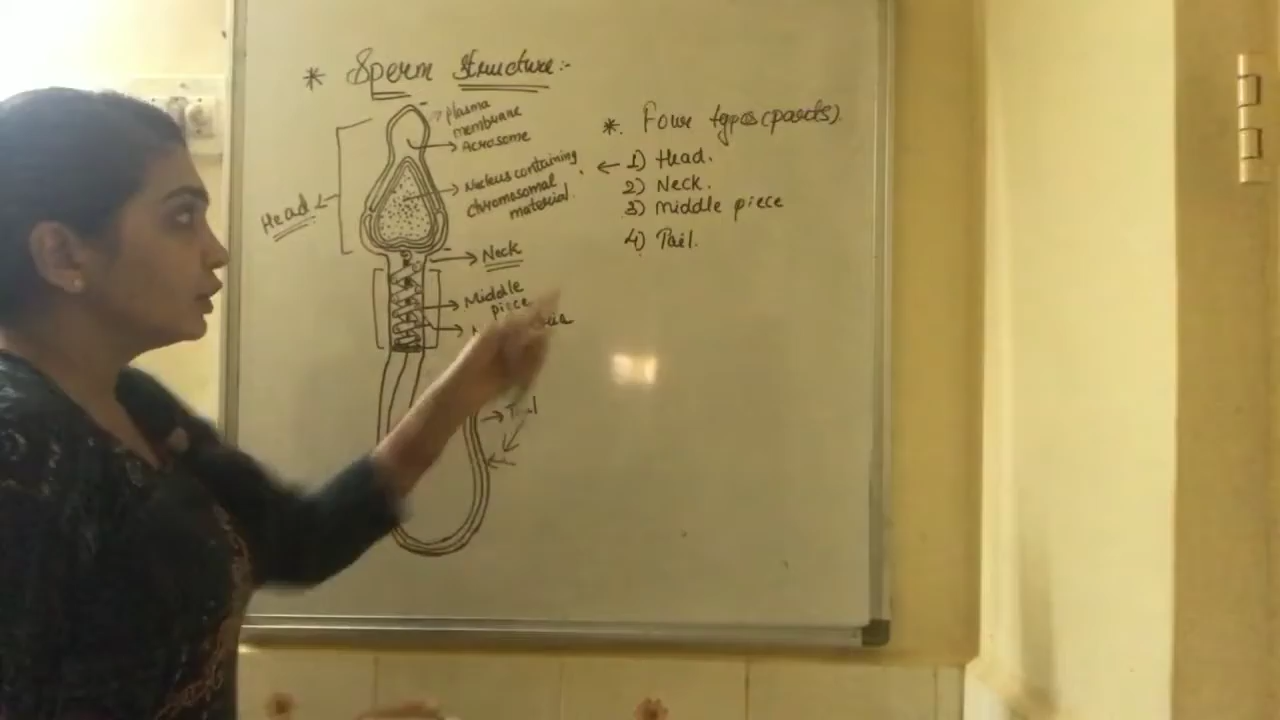 * Sperm Structure:-
plasma
membrane
Acrosome
Nucleus containing
chromosomal
material.
Head
Neck
Middle
piece
*. Four types(parts).
1) Head.
2) Neck.
3) Middle piece
4) Tail.